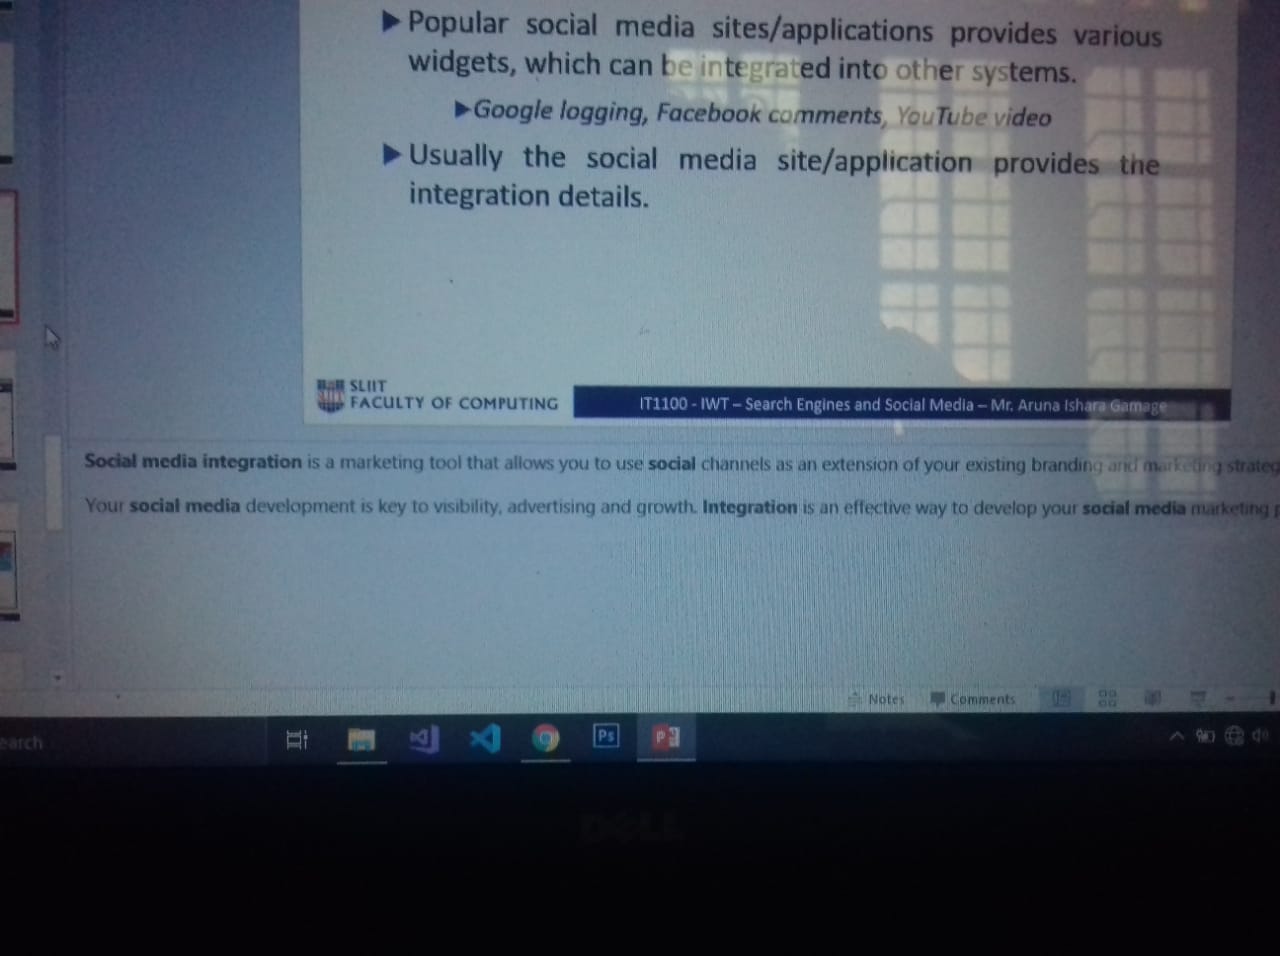 Popular social media sites/applications provides various
widgets, which can be integrated into other systems.
Google logging, Facebook comments, YouTube video
Usually the social media site/application provides the
integration details.
SLIIT
FACULTY OF COMPUTING
IT1100 - IWT – Search Engines and Social Media – Mr. Aruna Ishara Gamage
Social media integration is a marketing tool that allows you to use social channels as an extension of your existing branding and marketing strateg
Your social media development is key to visibility, advertising and growth. Integration is an effective way to develop your social media marketing p
Notes
Comments
earch
Ps
P
DELL